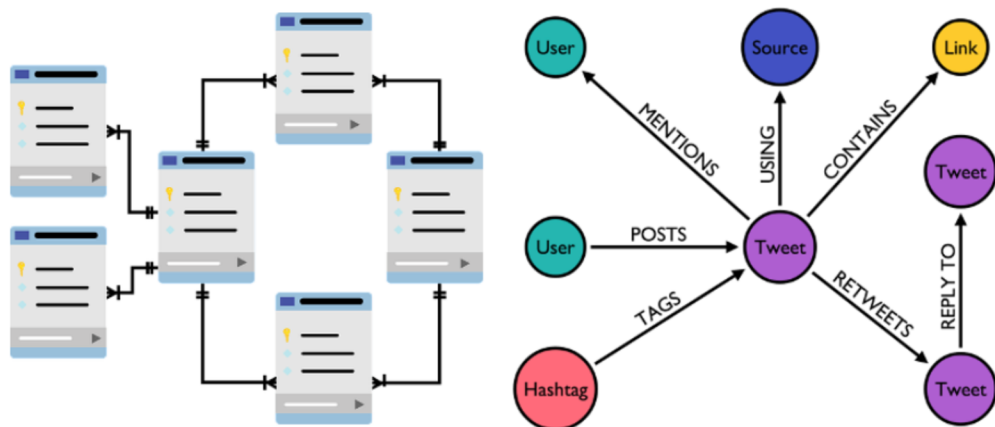 User
Source
Link
MENTIONS
USING
CONTAINS
Tweet
User
POSTS
Tweet
TAGS
RETWEETS
REPLY TO
Hashtag
Tweet